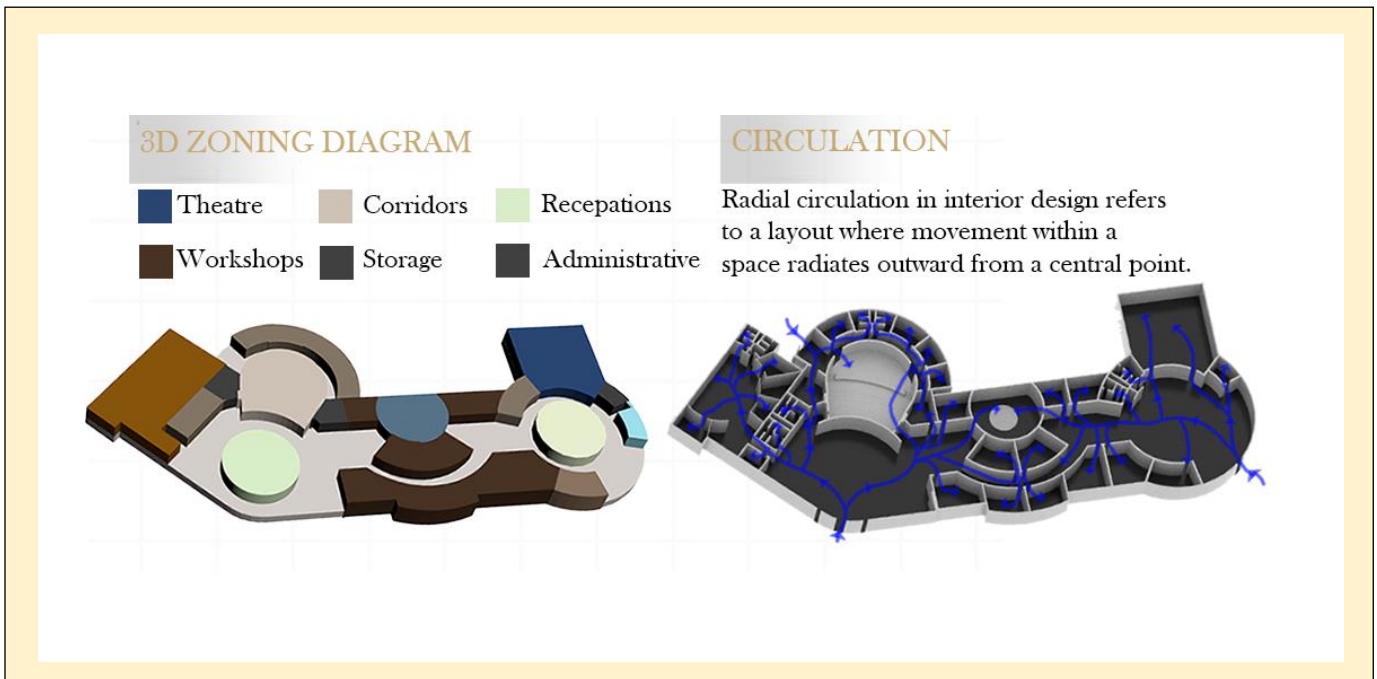 3D ZONING DIAGRAM
Theatre
Corridors
Recepations
Workshops
Storage
Administrative
CIRCULATION
Radial circulation in interior design refers
to a layout where movement within a
space radiates outward from a central point.